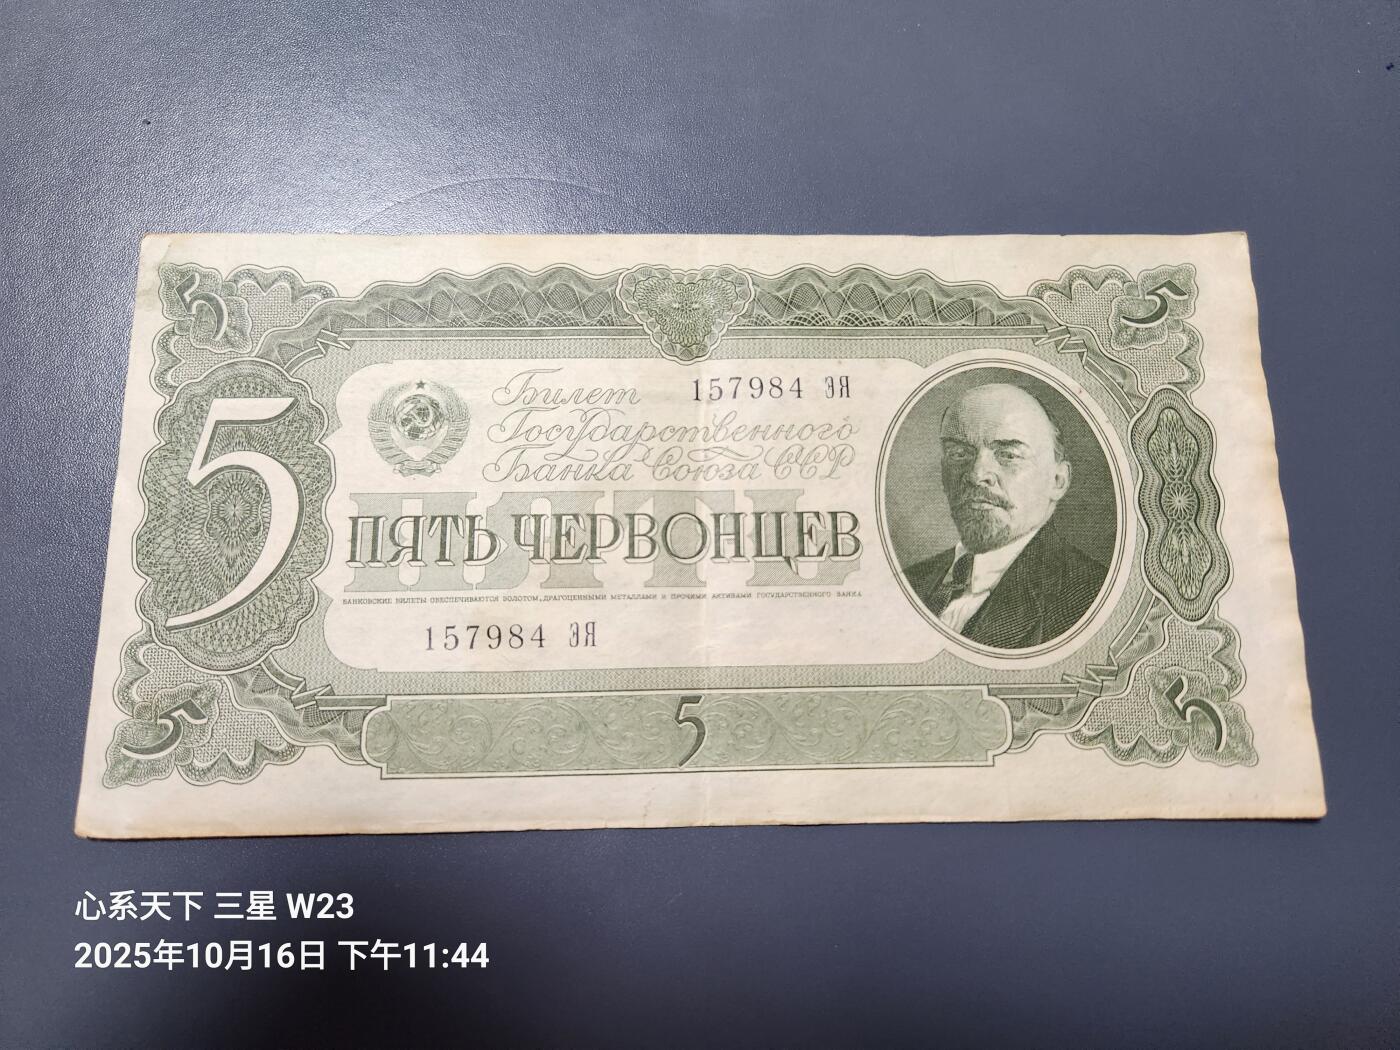 5
5
5
Билет 157984 ЭЯ
Государственного
Банка Союза ССР
ПЯТЬ
ПЯТЬ ЧЕРВОНЦЕВ
БАНКОВСКИЕ БИЛЕТЫ ОБЕСПЕЧИВАЮТСЯ ЗОЛОТОМ, ДРАГОЦЕННЫМИ МЕТАЛЛАМИ И ПРОЧИМИ АКТИВАМИ ГОСУДАРСТВЕННОГО БАНКА
157984 ЭЯ
5
5
5
心系天下 三星 W23
2025年10月16日 下午11:44